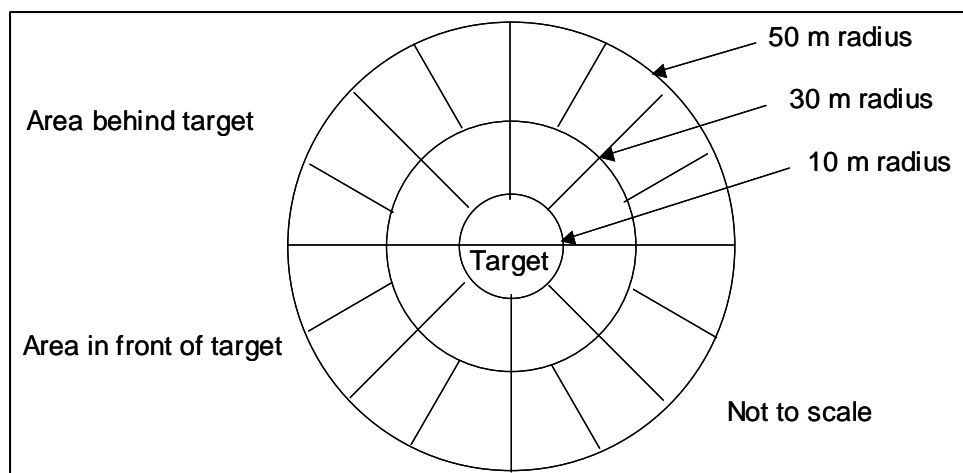 50 m radius
30 m radius
Area behind target
10 m radius
Target
Area in front of target
Not to scale